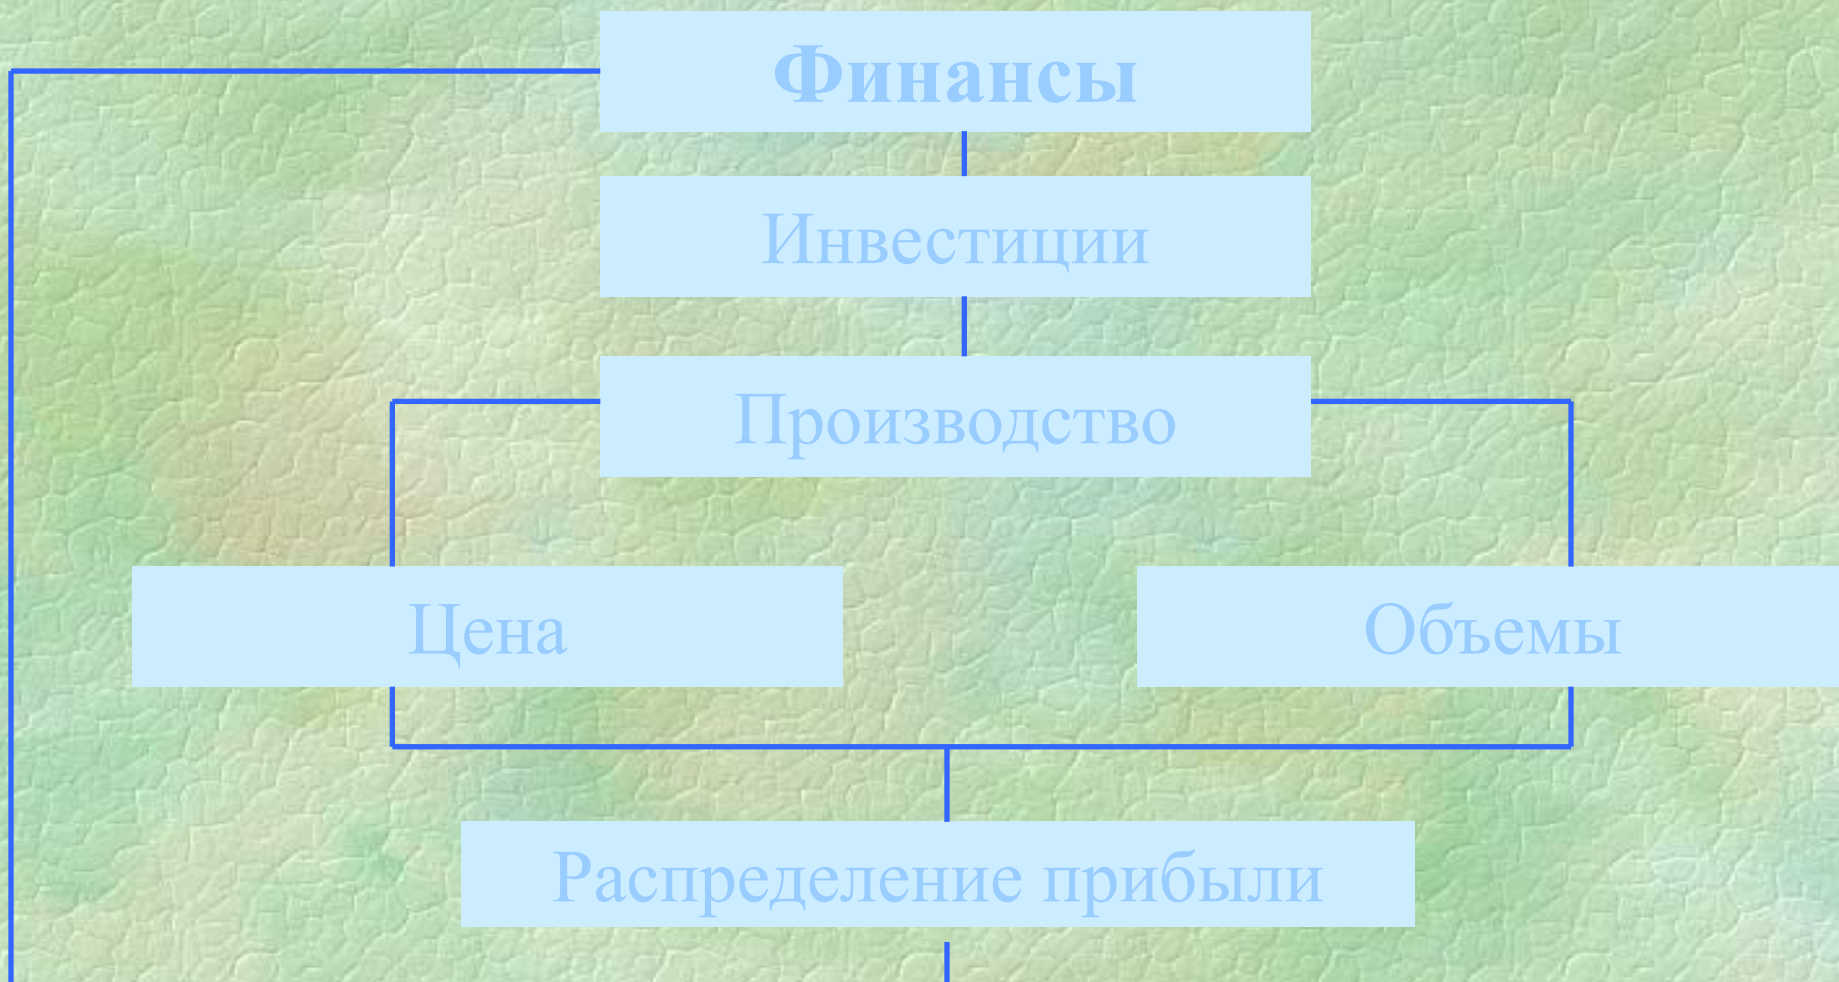 Финансы
Инвестиции
Производство
Цена
Объемы
Распределение прибыли